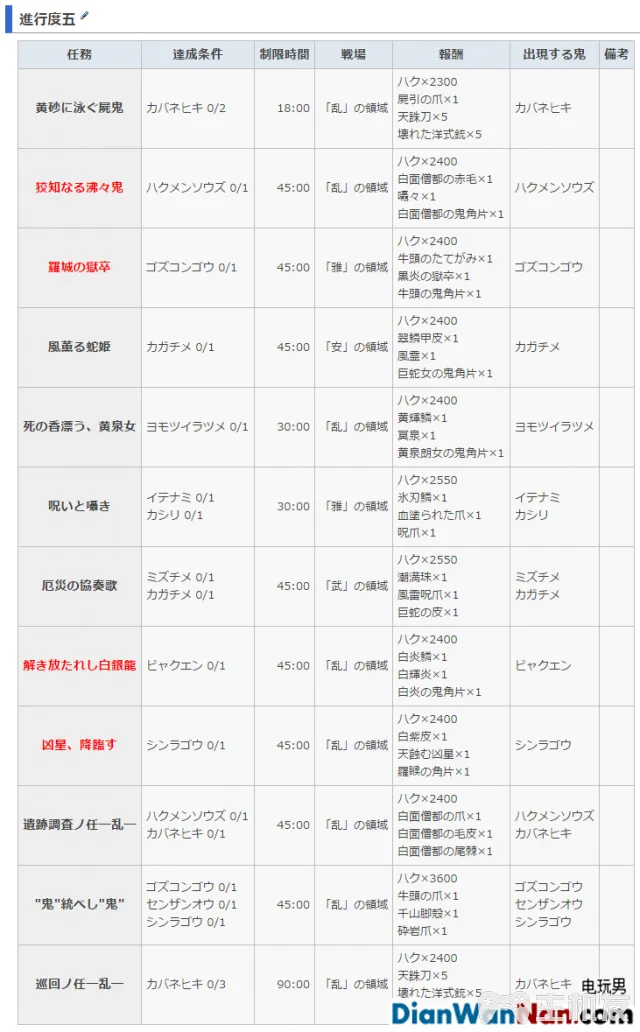 進行度五
任務 達成条件 制限時間 戦場 報酬 出現する鬼 備考
黄砂に泳ぐ屍鬼 カバネヒキ 0/2 18:00 「乱」の領域 ハク×2300 カバネヒキ
屍引の爪×1
天誅刀×5
壊れた洋式銃×5
狡知なる沸々鬼 ハクメンソウズ 0/1 45:00 「乱」の領域 ハク×2400 ハクメンソウズ
白面僧都の赤毛×1
囁々×1
白面僧都の鬼角片×1
羅城の獄卒 ゴズコンゴウ 0/1 45:00 「雅」の領域 ハク×2400 ゴズコンゴウ
牛頭のたてがみ×1
黒炎の獄卒×1
牛頭の鬼角片×1
風薫る蛇姫 カガチメ 0/1 45:00 「安」の領域 ハク×2400 カガチメ
翠鱗甲皮×1
風霊×1
巨蛇女の鬼角片×1
死の香漂う、黄泉女 ヨモツイラツメ 0/1 30:00 「乱」の領域 ハク×2400 ヨモツイラツメ
黄輝鱗×1
冥泉×1
黄泉朗女の鬼角片×1
呪いと囁き イテナミ 0/1 30:00 「雅」の領域 ハク×2550 イテナミ
カシリ 0/1 氷刃鱗×1 カシリ
血塗られた爪×1
呪爪×1
厄災の協奏歌 ミズチメ 0/1 45:00 「武」の領域 ハク×2550 ミズチメ
カガチメ 0/1 潮満珠×1 カガチメ
風雷呪爪×1
巨蛇の皮×1
解き放たれし白銀龍 ビャクエン 0/1 45:00 「乱」の領域 ハク×2400 ビャクエン
白炎鱗×1
白輝炎×1
白炎の鬼角片×1
凶星、降臨す シンラゴウ 0/1 45:00 「乱」の領域 ハク×2400 シンラゴウ
白紫皮×1
天蝕む凶星×1
羅睺の角片×1
遺跡調査ノ任―乱― ハクメンソウズ 0/1 45:00 「乱」の領域 ハク×2400 ハクメンソウズ
カバネヒキ 0/1 白面僧都の爪×1 カバネヒキ
白面僧都の毛皮×1
白面僧都の尾棘×1
"鬼"統べし"鬼" ゴズコンゴウ 0/1 45:00 「乱」の領域 ハク×3600 ゴズコンゴウ
センザンオウ 0/1 牛頭の爪×1 センザンオウ
シンラゴウ 0/1 千山脚殻×1 シンラゴウ
砕岩爪×1
巡回ノ任―乱― カバネヒキ 0/3 90:00 「乱」の領域 ハク×2400 カバネヒキ
天誅刀×5
壊れた洋式銃×5
电玩男
DianWanNan.com